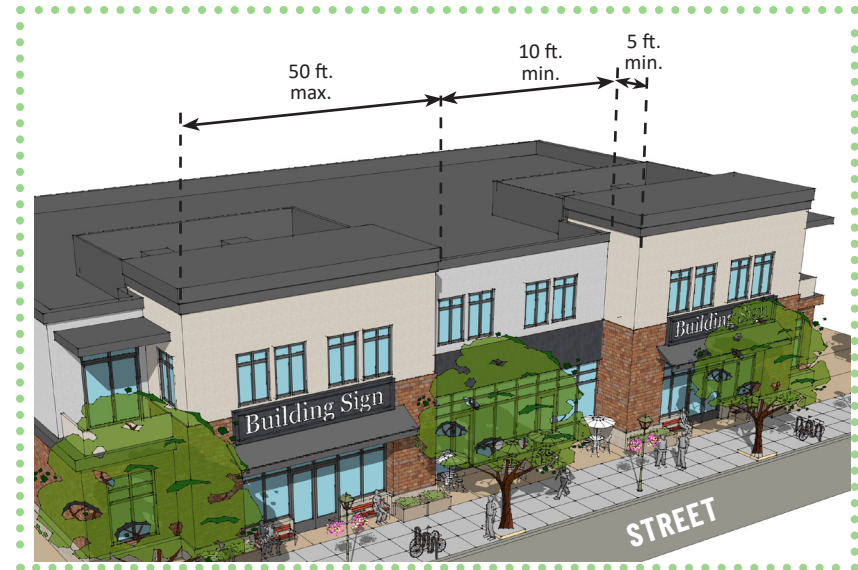 50 ft.
max.
10 ft.
min.
5 ft.
min.
Building Sign
Building Sign
STREET